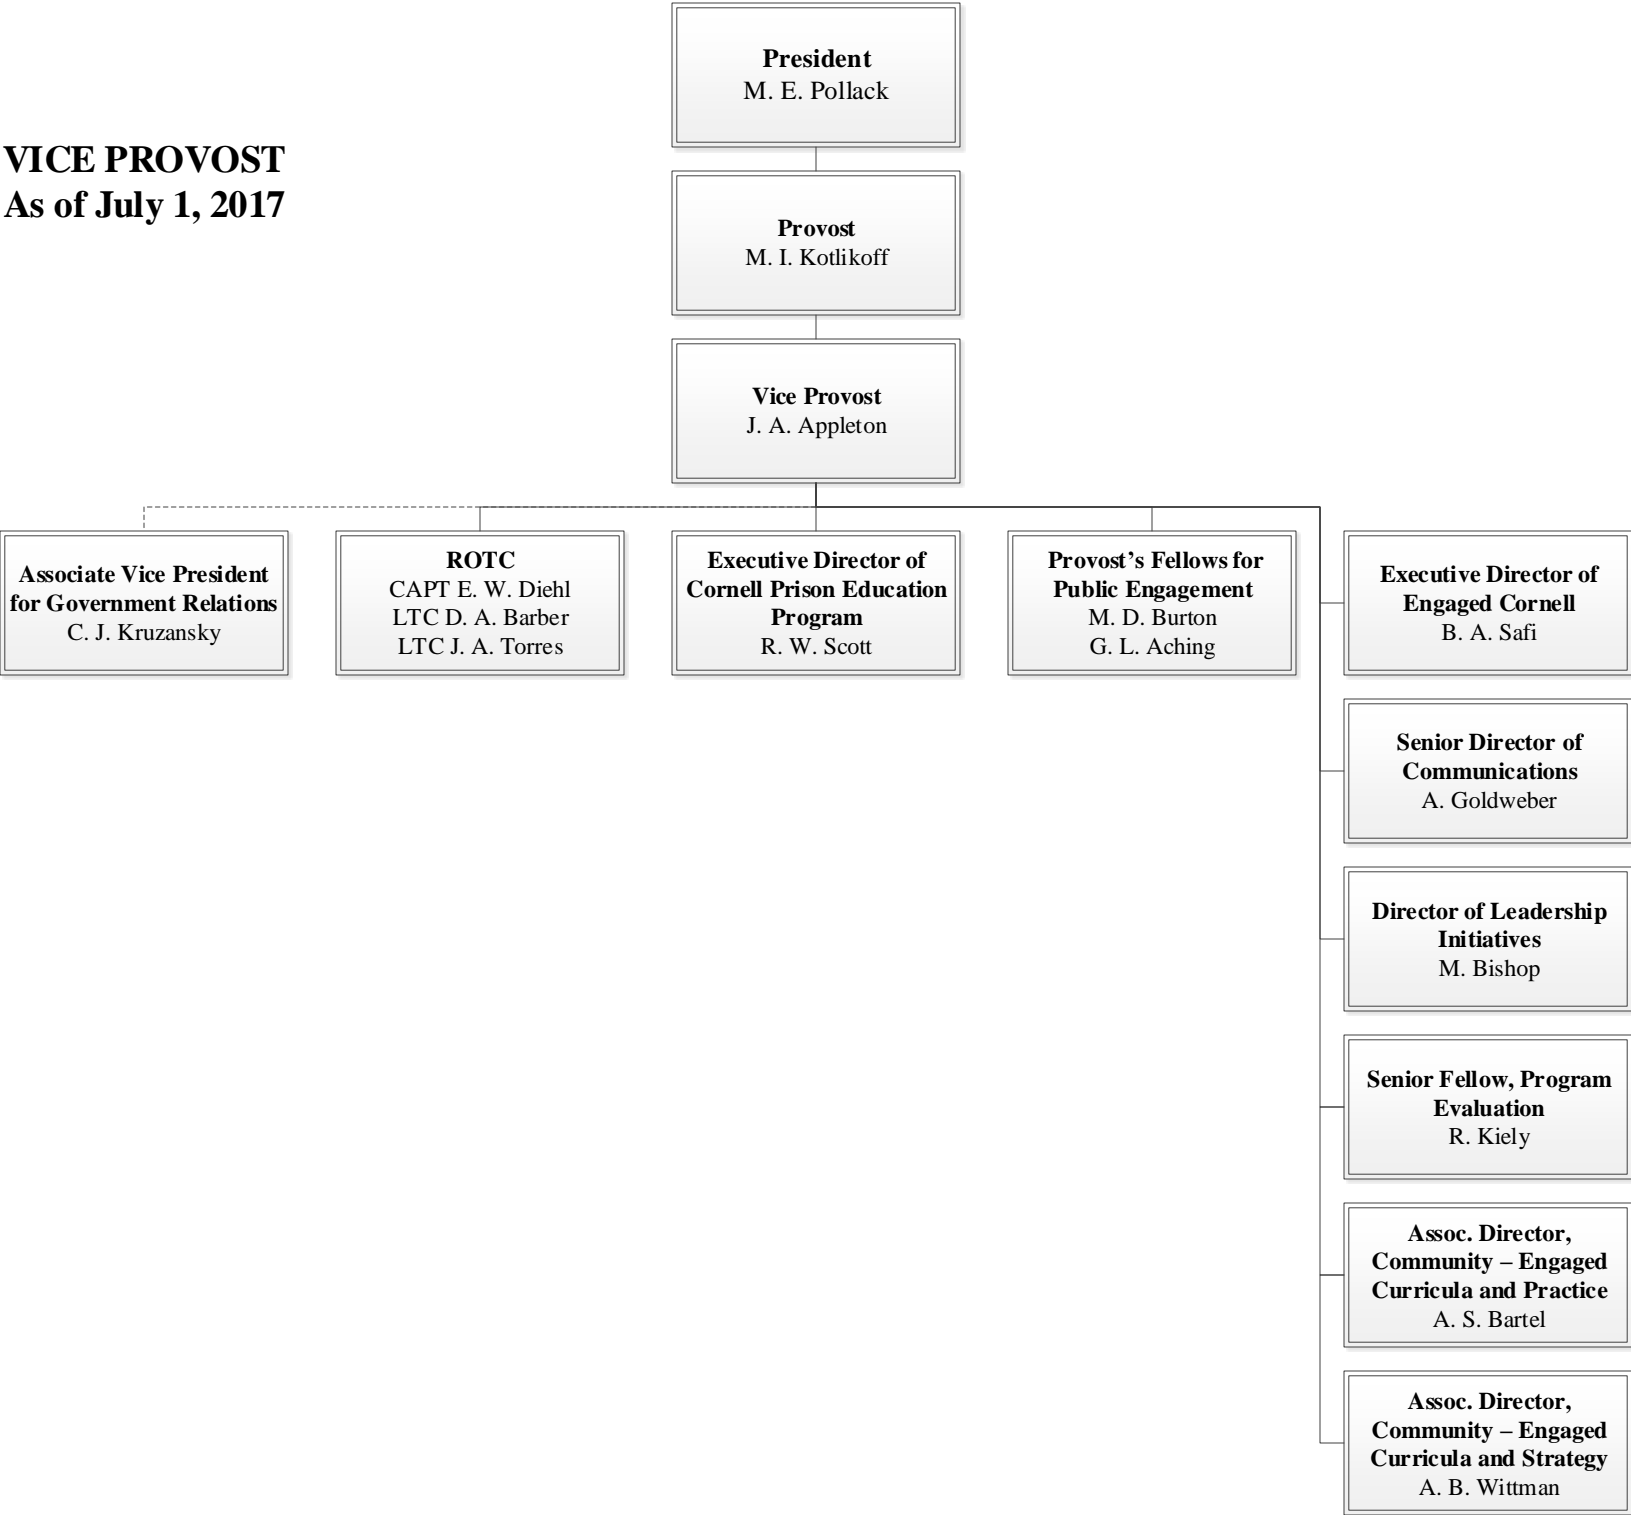 President
M. E. Pollack
VICE PROVOST
As of July 1, 2017
Provost
M. I. Kotlikoff
Vice Provost
J. A. Appleton
Associate Vice President
for Government Relations
C. J. Kruzansky
ROTC
CAPT E. W. Diehl
LTC D. A. Barber
LTC J. A. Torres
Executive Director of
Cornell Prison Education
Program
R. W. Scott
Provost’s Fellows for
Public Engagement
M. D. Burton
G. L. Aching
Executive Director of
Engaged Cornell
B. A. Safi
Senior Director of
Communications
A. Goldweber
Director of Leadership
Initiatives
M. Bishop
Senior Fellow, Program
Evaluation
R. Kiely
Assoc. Director,
Community – Engaged
Curricula and Practice
A. S. Bartel
Assoc. Director,
Community – Engaged
Curricula and Strategy
A. B. Wittman